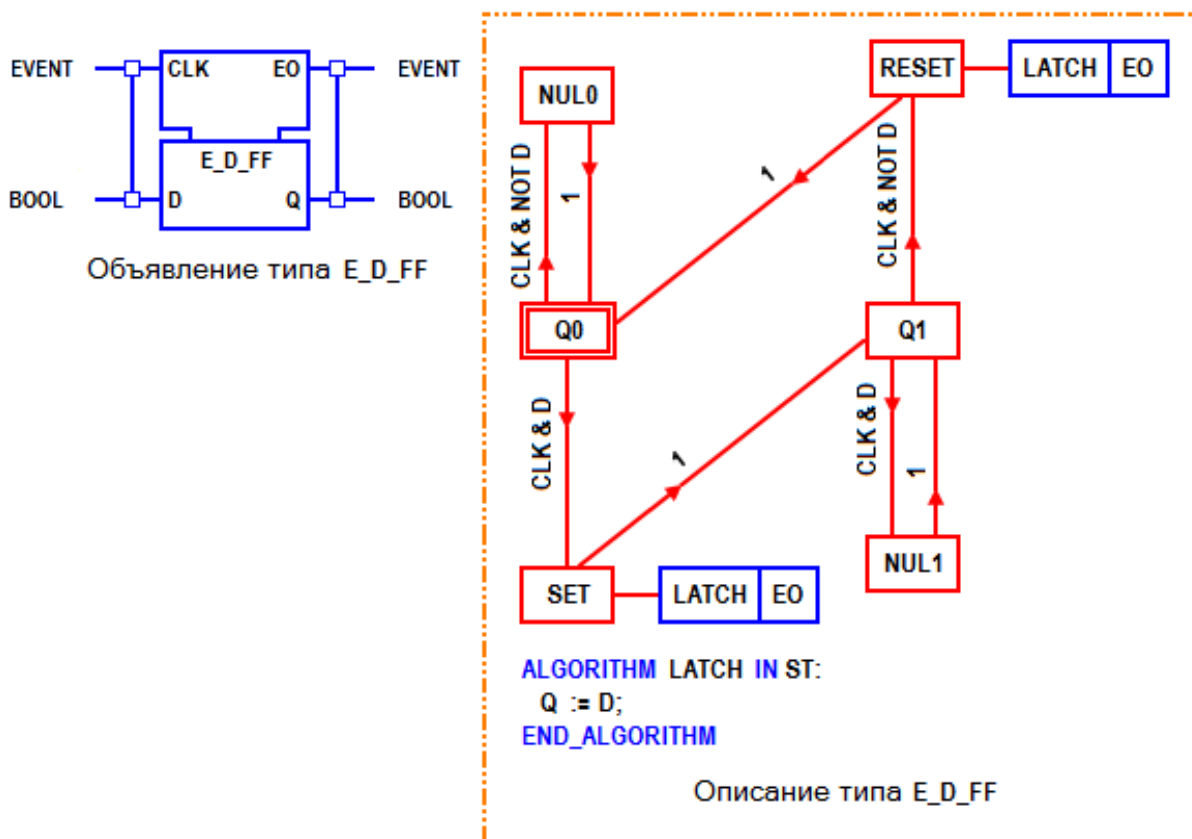 EVENT CLK EO EVENT
E_D_FF
BOOL D Q BOOL
Объявление типа E_D_FF
NUL0
RESET LATCH EO
CLK & NOT D
1
1
CLK & NOT D
Q0
Q1
CLK & D
1
CLK & D
1
SET LATCH EO
NUL1
ALGORITHM LATCH IN ST:
Q := D;
END_ALGORITHM
Описание типа E_D_FF